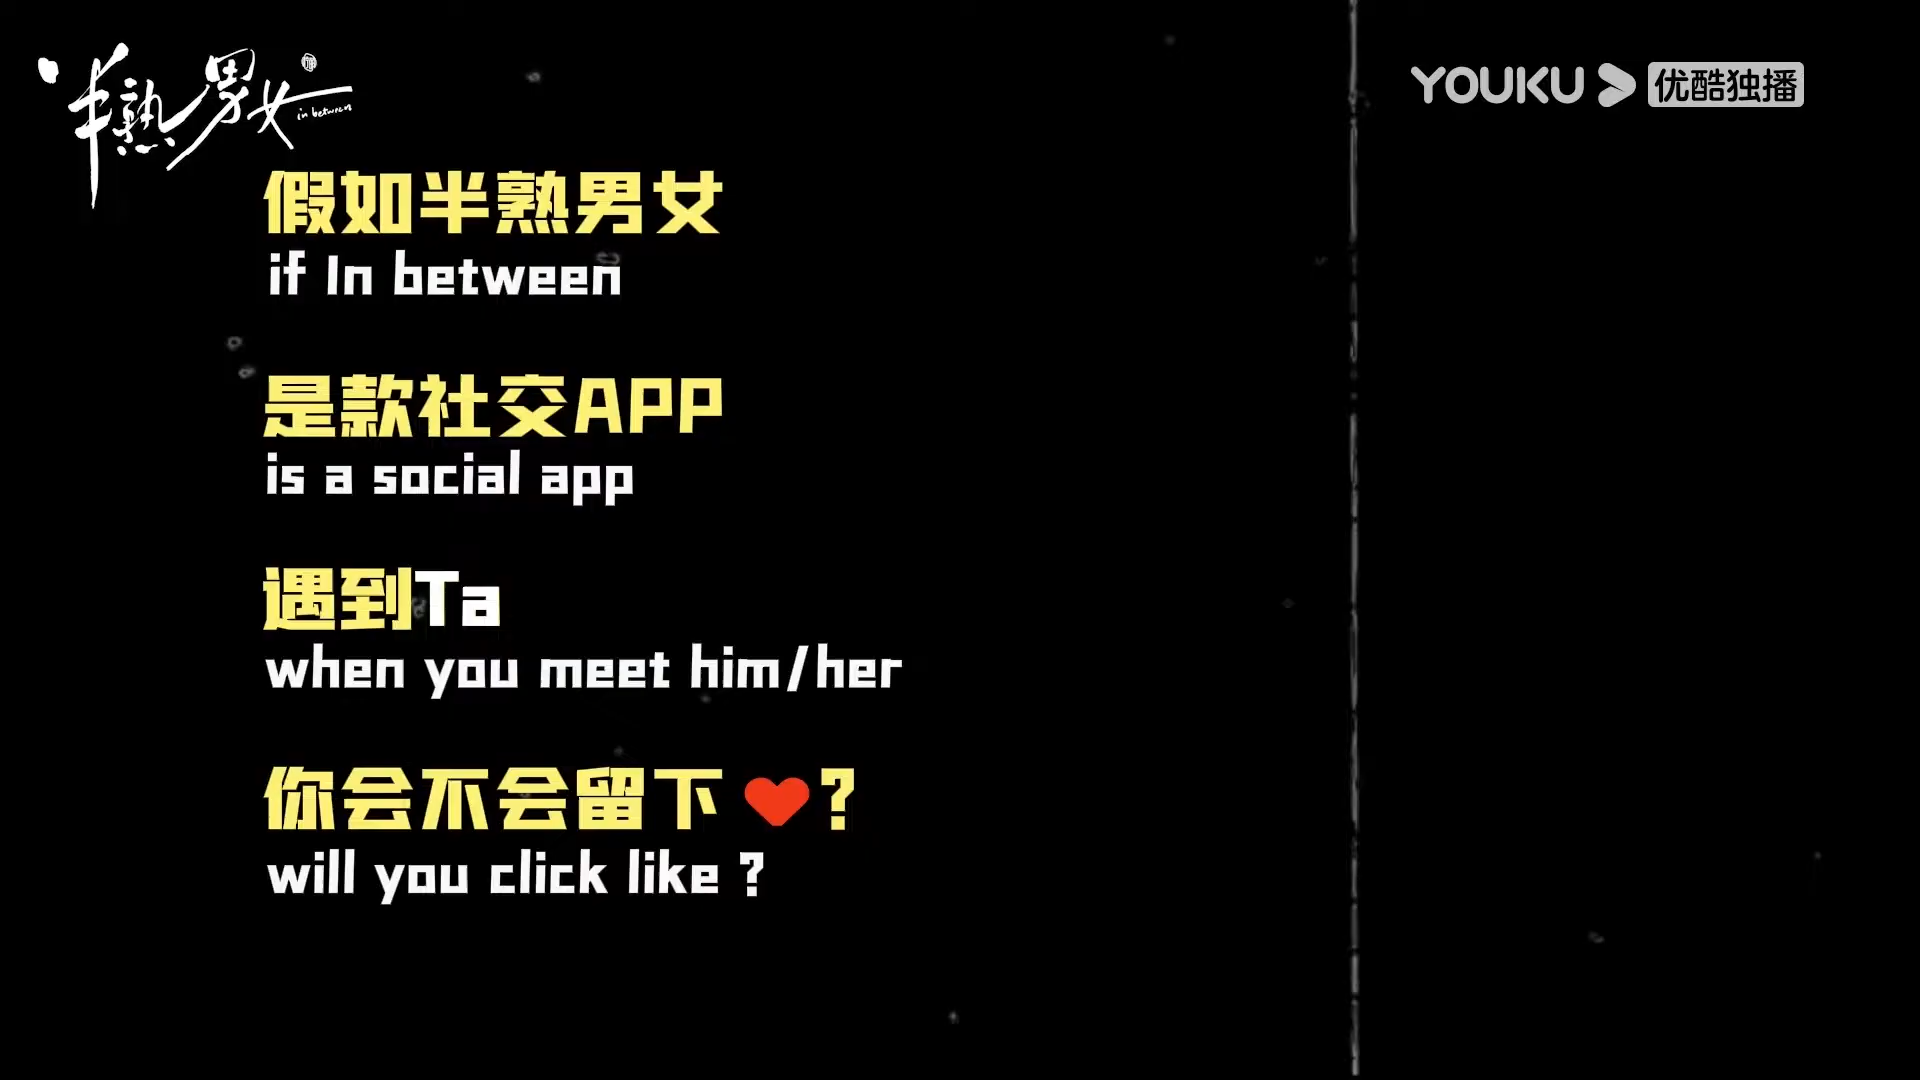 半熟男女
in between
YOUKU 优酷独播
假如半熟男女
if In between
是款社交APP
is a social app
遇到Ta
when you meet him/her
你会不会留下❤?
will you click like ?